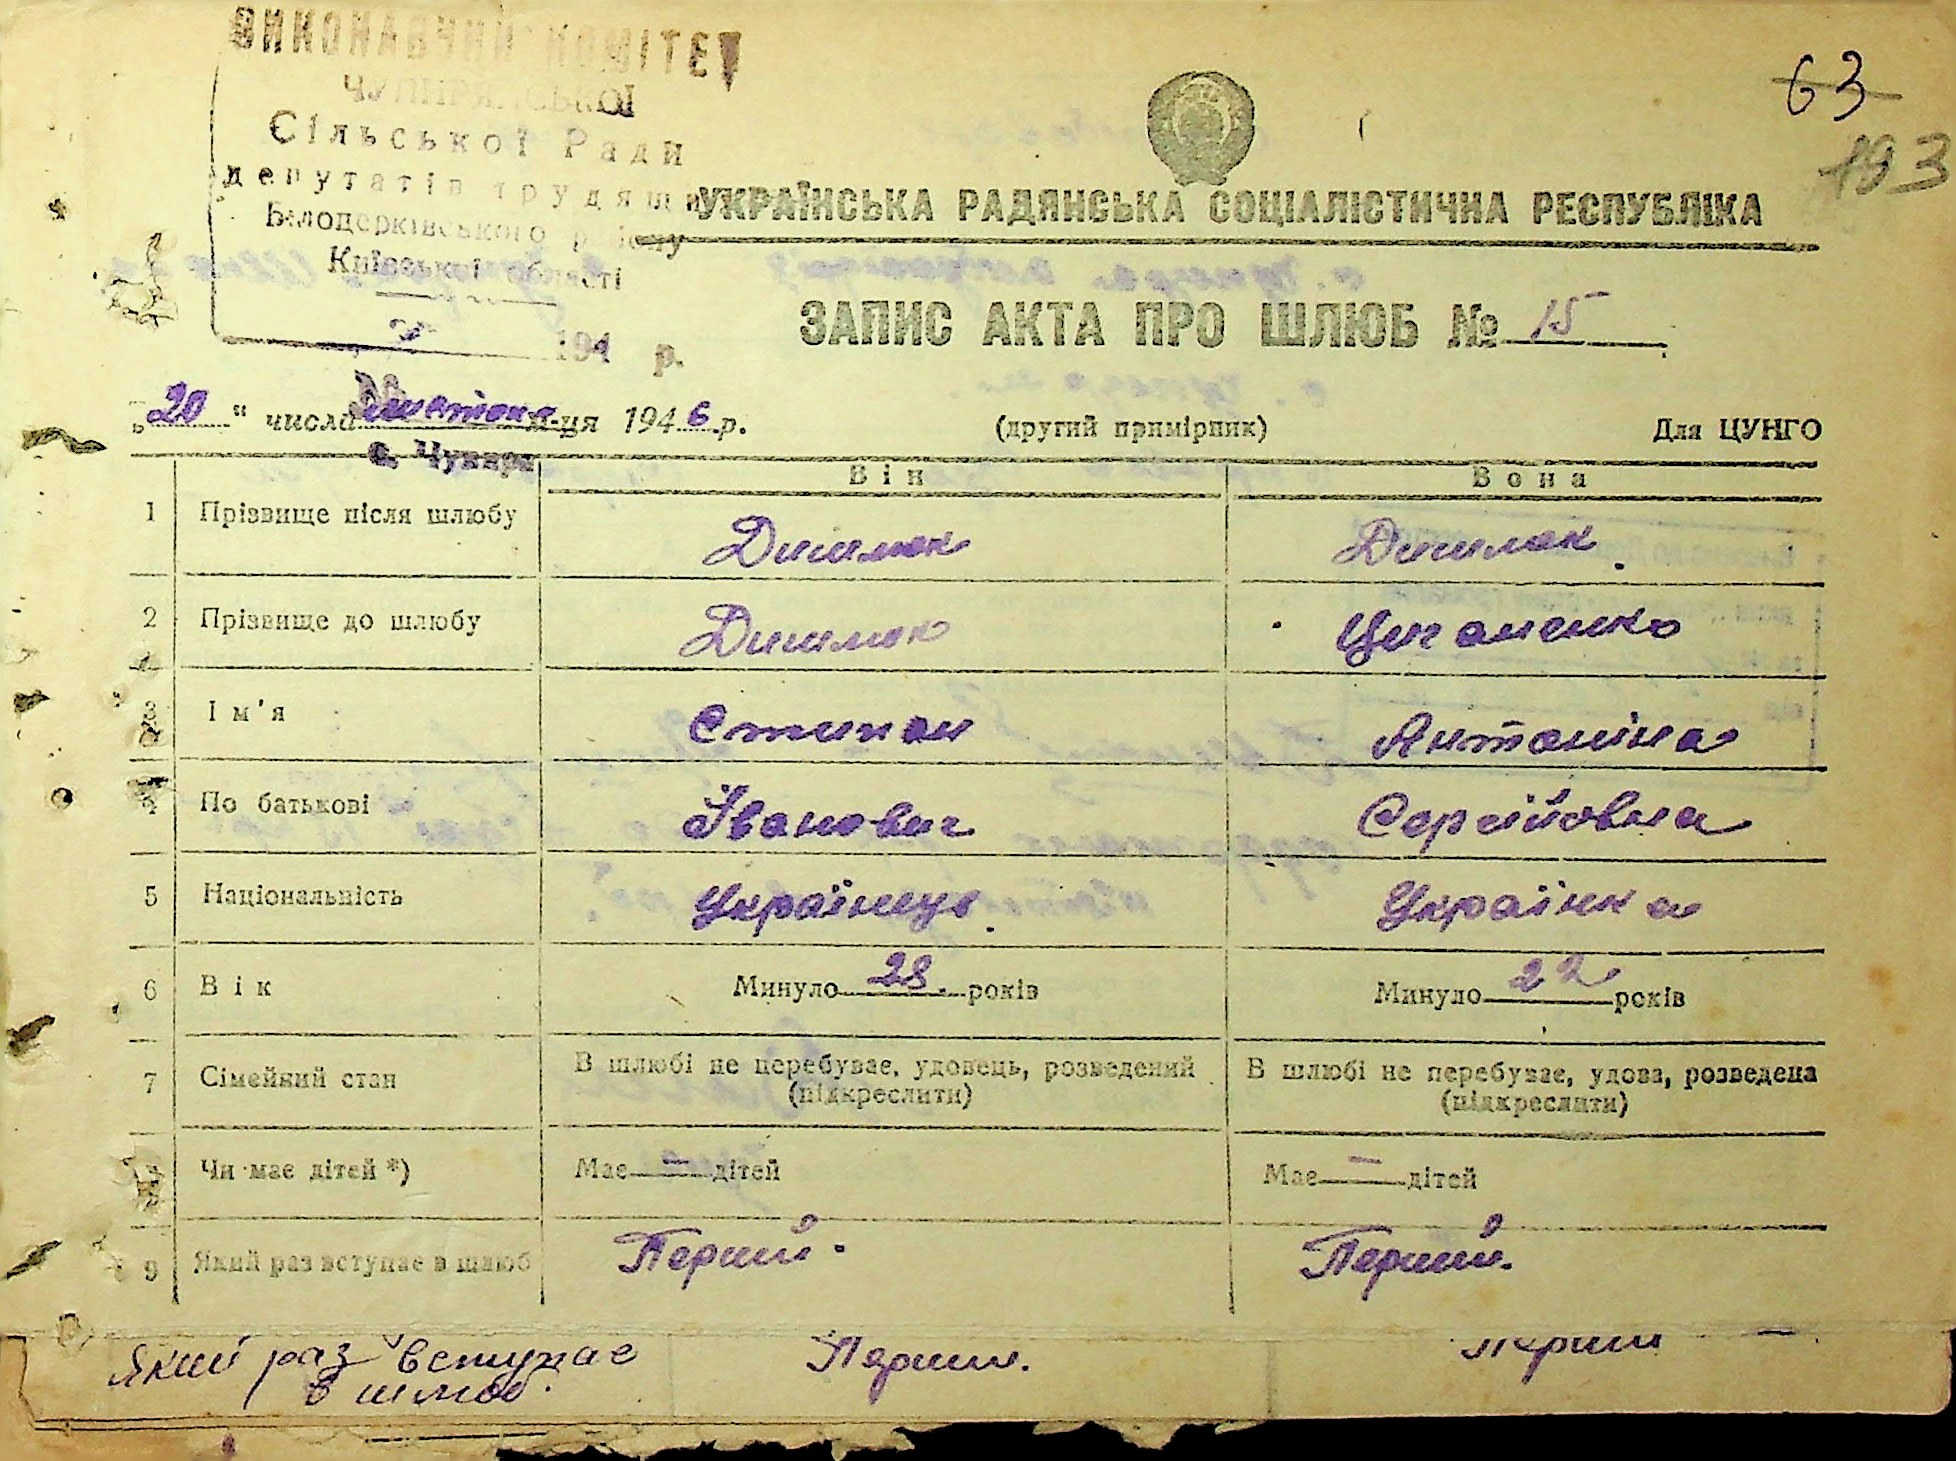 ВИКОНАВЧИЙ КОМІТЕТ
ЧУПИРЯНСЬКОЇ
Сільської Ради
депутатів трудящих
Білоцерківського району
Київської області
194 р.
63
193
УКРАЇНСЬКА РАДЯНСЬКА СОЦІАЛІСТИЧНА РЕСПУБЛІКА
ЗАПИС АКТА ПРО ШЛЮБ № 15
„20" числа м-ця 1946 р. (другий примірник) Для ЦУНГО
с. Чупира
Він Вона
1 Прізвище після шлюбу
2 Прізвище до шлюбу Циганенко
3 Ім'я Степан Антоніна
4 По батькові Іванович Сергійовна
5 Національність Українець Українка
6 Вік Минуло 28. років Минуло 22 років
7 Сімейний стан В шлюбі не перебуває, удовець, розведений (підкреслити) В шлюбі не перебуває, удова, розведена (підкреслити)
8 Чи має дітей *) Має — дітей Має — дітей
9 Який раз вступає в шлюб Перший. Перший.
Який раз вступає в шлюб. Перший. Перший